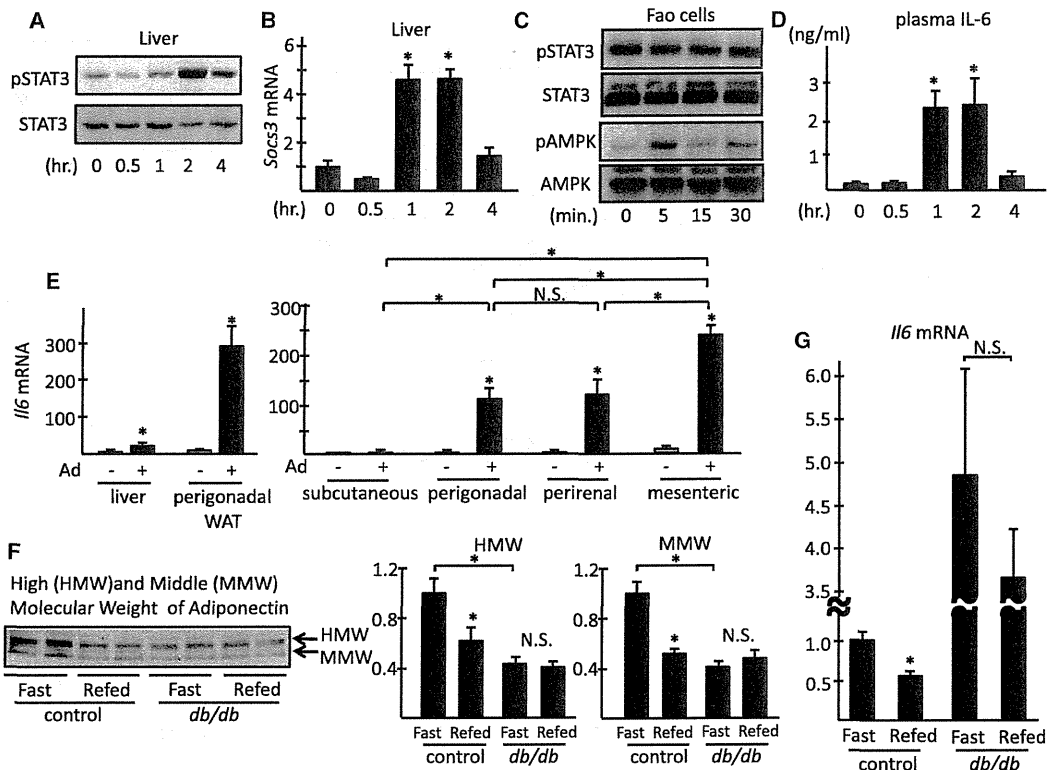 A
Liver
pSTAT3
STAT3
(hr.) 0 0.5 1 2 4
B
Liver
Socs3 mRNA
6
4
2
* *
(hr.) 0 0.5 1 2 4
C
Fao cells
pSTAT3
STAT3
pAMPK
AMPK
(min.) 0 5 15 30
D
plasma IL-6
(ng/ml)
3
2
1
* *
(hr.) 0 0.5 1 2 4
E
Il6 mRNA
300
200
100
* *
Ad - + - +
liver perigonadal
WAT
*
*
* N.S. *
300
200
100
* * *
Ad - + - + - + - +
subcutaneous perigonadal perirenal mesenteric
F
High (HMW)and Middle (MMW)
Molecular Weight of Adiponectin
HMW
MMW
Fast Refed Fast Refed
control db/db
HMW
*
1.2
0.8
0.4
*
N.S.
Fast Refed Fast Refed
control db/db
MMW
*
1.2
0.8
0.4
*
N.S.
Fast Refed Fast Refed
control db/db
G
Il6 mRNA
N.S.
6.0
5.5
5.0
4.5
4.0
3.5
1.0
0.5
*
Fast Refed Fast Refed
control db/db